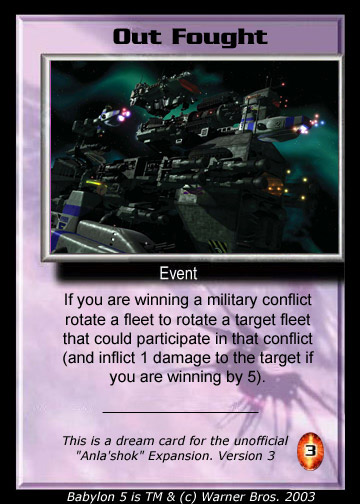 Out Fought
Event
If you are winning a military conflict
rotate a fleet to rotate a target fleet
that could participate in that conflict
(and inflict 1 damage to the target if
you are winning by 5).
This is a dream card for the unofficial
"Anla'shok" Expansion. Version 3
3
Babylon 5 is TM & (c) Warner Bros. 2003